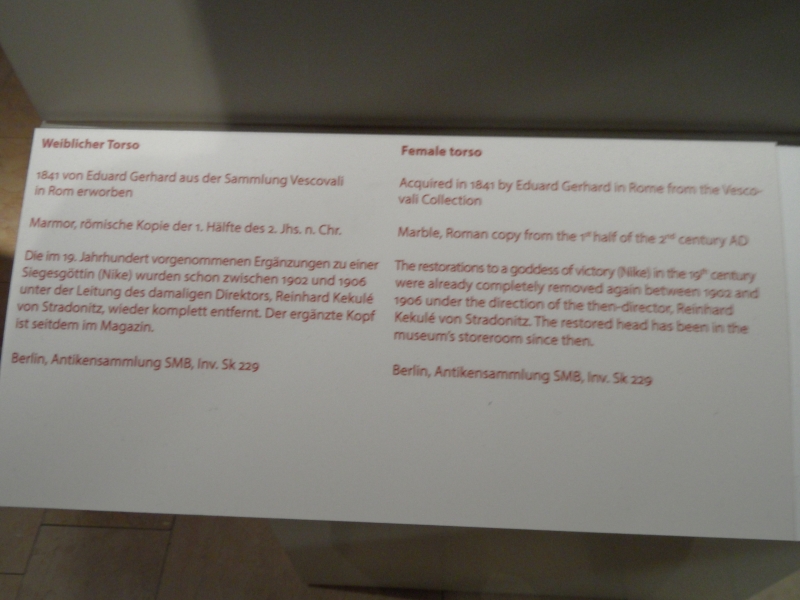 Weiblicher Torso
1841 von Eduard Gerhard aus der Sammlung Vescovali
in Rom erworben
Marmor, römische Kopie der 1. Hälfte des 2. Jhs. n. Chr.
Die im 19. Jahrhundert vorgenommenen Ergänzungen zu einer
Siegesgöttin (Nike) wurden schon zwischen 1902 und 1906
unter der Leitung des damaligen Direktors, Reinhard Kekulé
von Stradonitz, wieder komplett entfernt. Der ergänzte Kopf
ist seitdem im Magazin.
Berlin, Antikensammlung SMB, Inv. Sk 229
Female torso
Acquired in 1841 by Eduard Gerhard in Rome from the Vesco-
vali Collection
Marble, Roman copy from the 1st half of the 2nd century AD
The restorations to a goddess of victory (Nike) in the 19th century
were already completely removed again between 1902 and
1906 under the direction of the then-director, Reinhard
Kekulé von Stradonitz. The restored head has been in the
museum's storeroom since then.
Berlin, Antikensammlung SMB, Inv. Sk 229